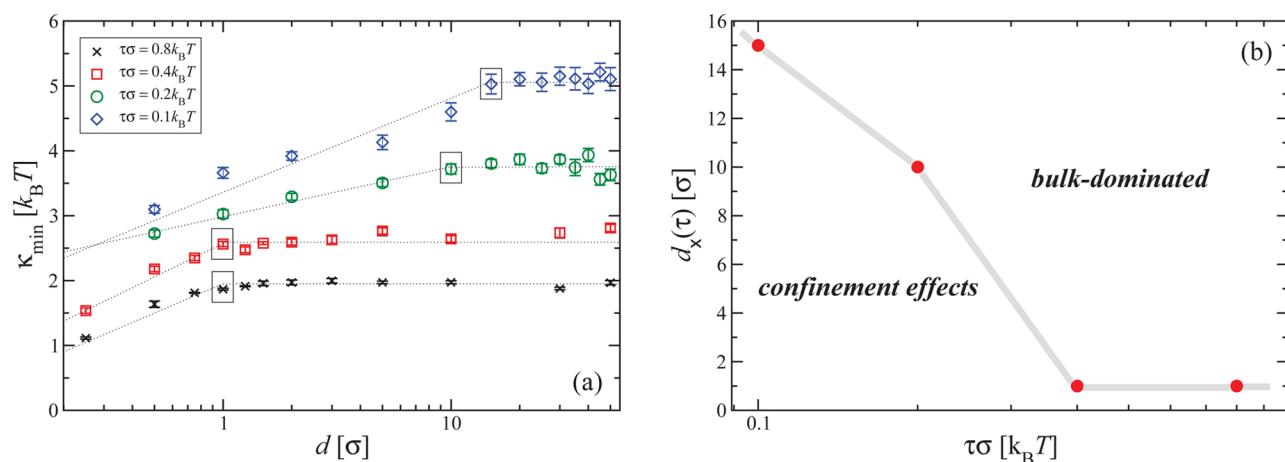 6
5
4
3
2
1
0
κmin [kBT]
τσ = 0.8kBT
τσ = 0.4kBT
τσ = 0.2kBT
τσ = 0.1kBT
(a)
1
10
d [σ]
16
14
12
10
8
6
4
2
0
dx(τ) [σ]
(b)
bulk-dominated
confinement effects
0.1
τσ [kBT]